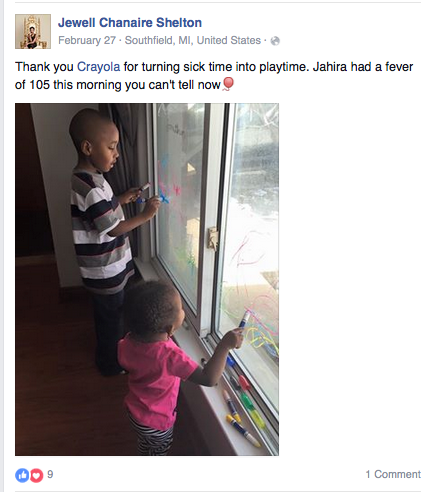 Jewell Chanaire Shelton
February 27 · Southfield, MI, United States ·
Thank you Crayola for turning sick time into playtime. Jahira had a fever
of 105 this morning you can't tell now
9
1 Comment